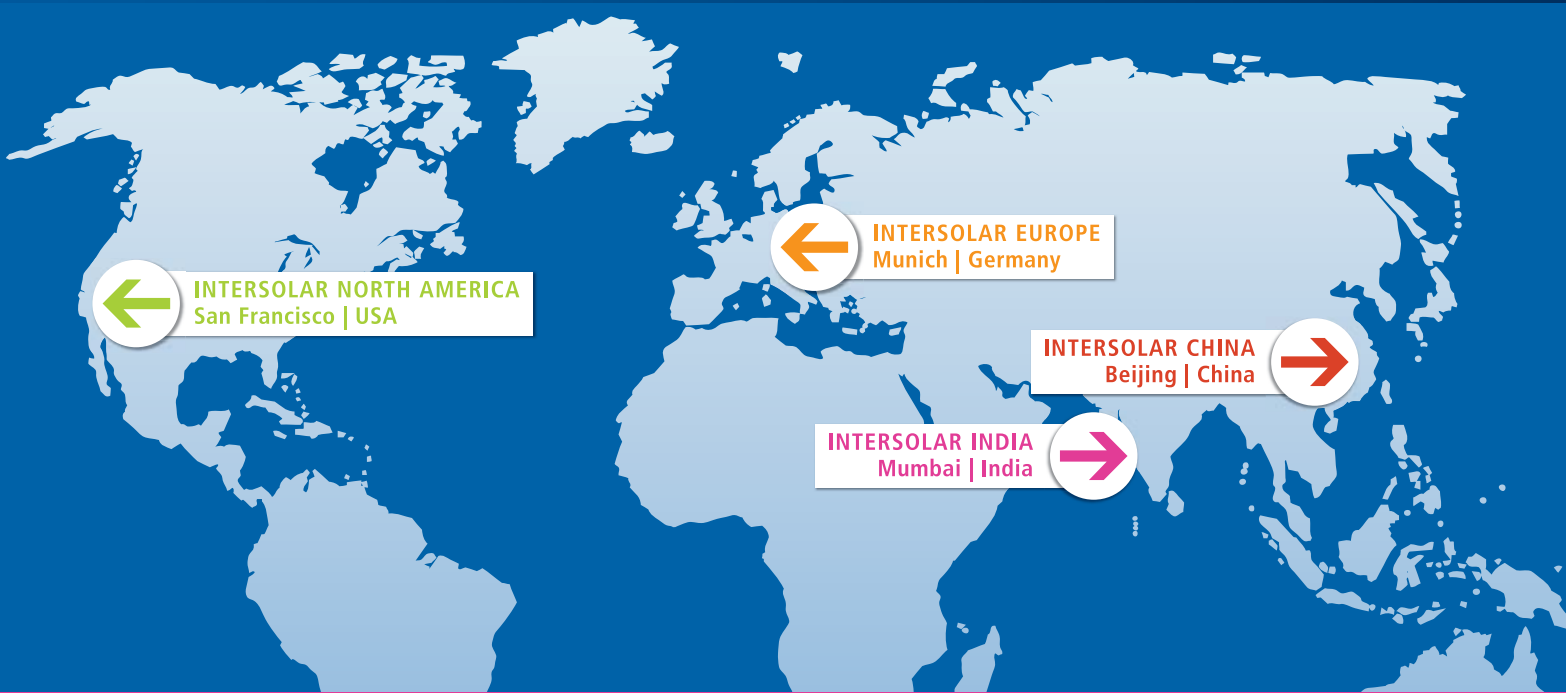 INTERSOLAR EUROPE
Munich | Germany
INTERSOLAR NORTH AMERICA
San Francisco | USA
INTERSOLAR CHINA
Beijing | China
INTERSOLAR INDIA
Mumbai | India